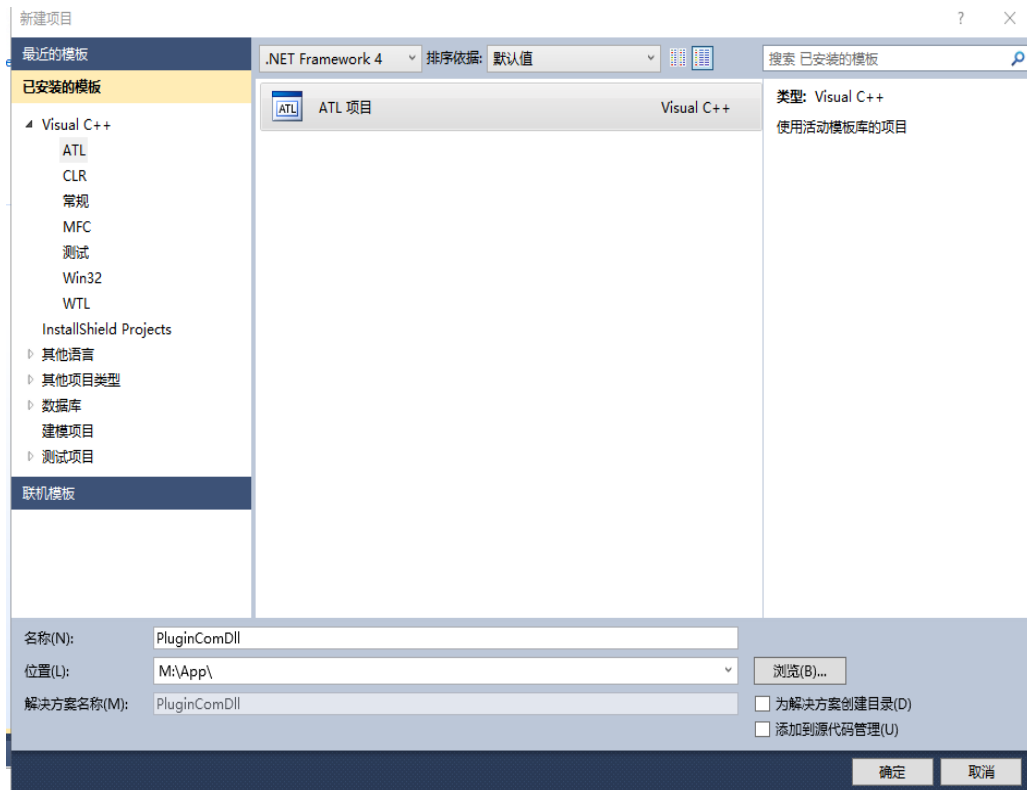 新建项目
?
最近的模板
.NET Framework 4
排序依据:
默认值
搜索 已安装的模板
已安装的模板
Visual C++
ATL
CLR
常规
MFC
测试
Win32
WTL
InstallShield Projects
其他语言
其他项目类型
数据库
建模项目
测试项目
联机模板
ATL
ATL 项目
Visual C++
类型: Visual C++
使用活动模板库的项目
名称(N):
PluginComDll
位置(L):
M:\App\
浏览(B)...
解决方案名称(M):
PluginComDll
为解决方案创建目录(D)
添加到源代码管理(U)
确定
取消